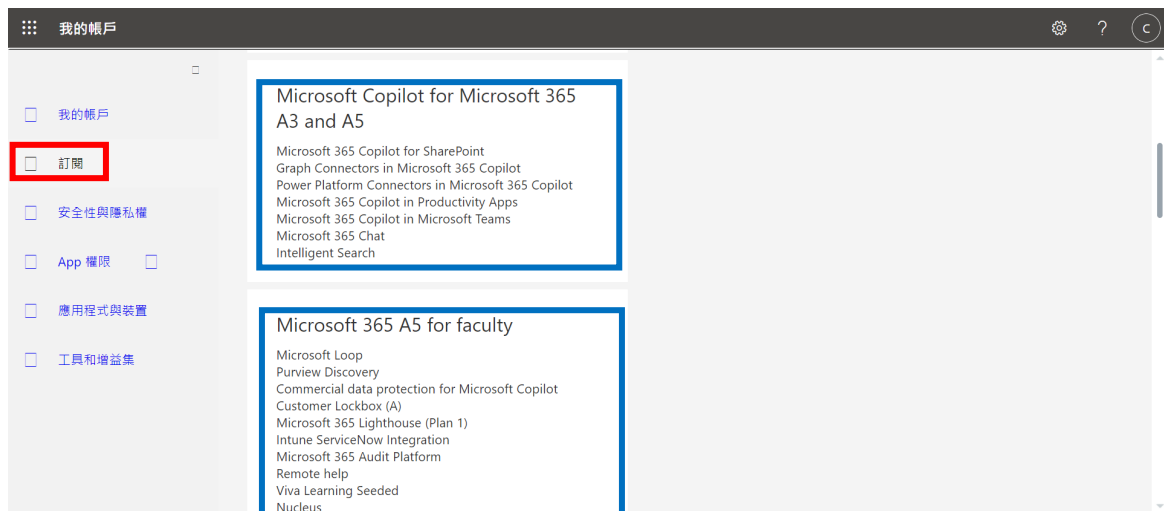 我的帳戶
?
C
我的帳戶
訂閱
安全性與隱私權
App 權限
應用程式與裝置
工具和增益集
Microsoft Copilot for Microsoft 365
A3 and A5
Microsoft 365 Copilot for SharePoint
Graph Connectors in Microsoft 365 Copilot
Power Platform Connectors in Microsoft 365 Copilot
Microsoft 365 Copilot in Productivity Apps
Microsoft 365 Copilot in Microsoft Teams
Microsoft 365 Chat
Intelligent Search
Microsoft 365 A5 for faculty
Microsoft Loop
Purview Discovery
Commercial data protection for Microsoft Copilot
Customer Lockbox (A)
Microsoft 365 Lighthouse (Plan 1)
Intune ServiceNow Integration
Microsoft 365 Audit Platform
Remote help
Viva Learning Seeded
Nucleus